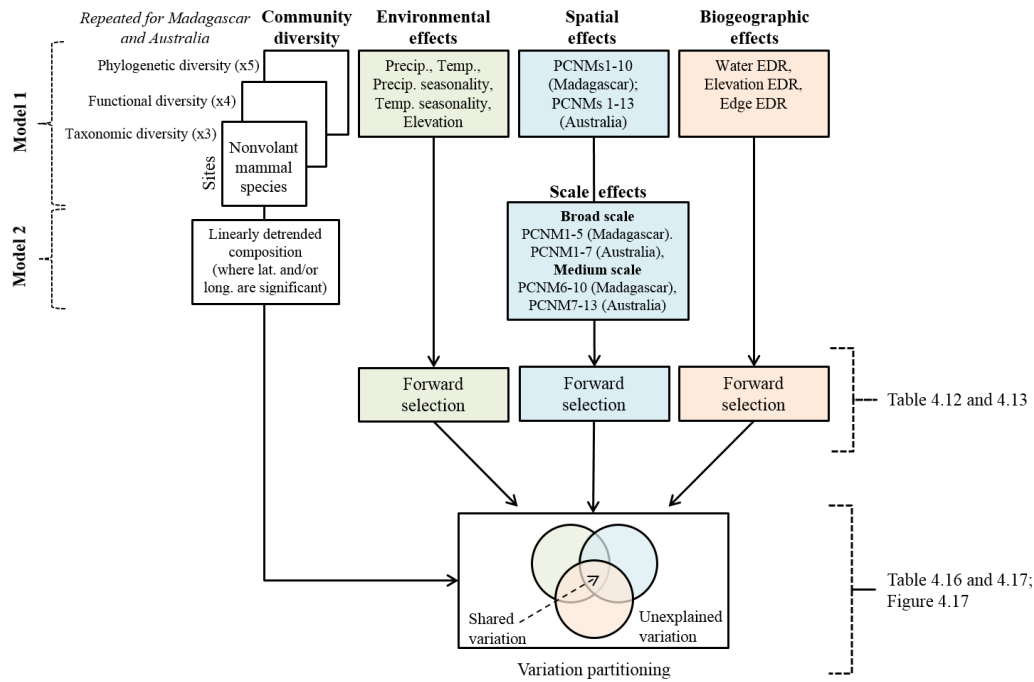 Repeated for Madagascar
and Australia
Community
diversity
Environmental
effects
Spatial
effects
Biogeographic
effects
Model 1
Phylogenetic diversity (x5)
Functional diversity (x4)
Taxonomic diversity (x3)
Sites
Nonvolant
mammal
species
Precip., Temp.,
Precip. seasonality,
Temp. seasonality,
Elevation
PCNMs1-10
(Madagascar);
PCNMs 1-13
(Australia)
Water EDR,
Elevation EDR,
Edge EDR
Model 2
Linearly detrended
composition
(where lat. and/or
long. are significant)
Scale effects
Broad scale
PCNM1-5 (Madagascar).
PCNM1-7 (Australia),
Medium scale
PCNM6-10 (Madagascar),
PCNM7-13 (Australia)
Forward
selection
Forward
selection
Forward
selection
Table 4.12 and 4.13
Shared
variation
Unexplained
variation
Variation partitioning
Table 4.16 and 4.17;
Figure 4.17